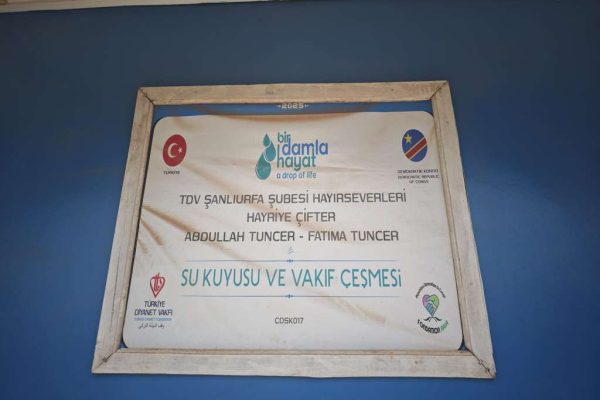 -2025-
bir
damla
hayat
a drop of life
TÜRKİYE
DEMOKRATİK KONGO
DEMOCRATIC REPUBLIC
OF CONGO
TDV ŞANLIURFA ŞUBESİ HAYIRSEVERLERİ
HAYRİYE ÇİFTER
ABDULLAH TUNCER - FATIMA TUNCER
SU KUYUSU VE VAKIF ÇEŞMESİ
TÜRKİYE
DİYANET VAKFI
CDSK017